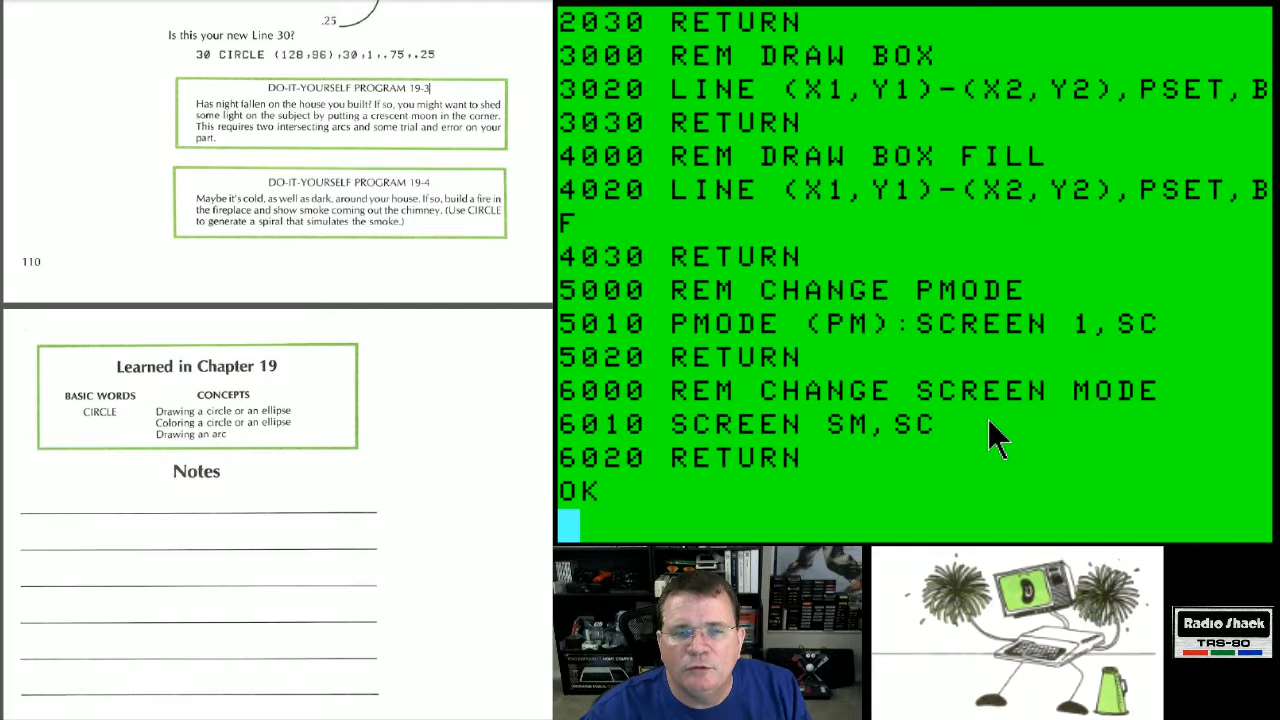 .25
Is this your new Line 30?
30 CIRCLE (128,96),30,1,.75,.25
DO-IT-YOURSELF PROGRAM 19-3
Has night fallen on the house you built? If so, you might want to shed
some light on the subject by putting a crescent moon in the corner.
This requires two intersecting arcs and some trial and error on your
part.
DO-IT-YOURSELF PROGRAM 19-4
Maybe it's cold, as well as dark, around your house. If so, build a fire in
the fireplace and show smoke coming out the chimney. (Use CIRCLE
to generate a spiral that simulates the smoke.)
110
Learned in Chapter 19
BASIC WORDS CONCEPTS
CIRCLE Drawing a circle or an ellipse
Coloring a circle or an ellipse
Drawing an arc
Notes
2030 RETURN
3000 REM DRAW BOX
3020 LINE (X1,Y1)-(X2,Y2),PSET,B
3030 RETURN
4000 REM DRAW BOX FILL
4020 LINE (X1,Y1)-(X2,Y2),PSET,B
F
4030 RETURN
5000 REM CHANGE PMODE
5010 PMODE (PM):SCREEN 1,SC
5020 RETURN
6000 REM CHANGE SCREEN MODE
6010 SCREEN SM,SC
6020 RETURN
OK
Radio Shack
TRS-80